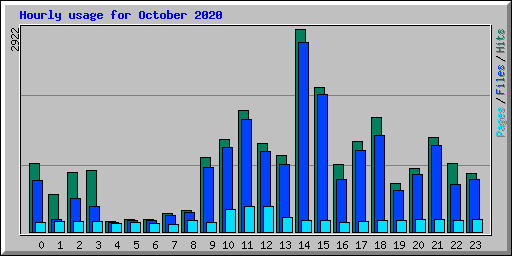 Hourly usage for October 2020
2922
Pages/Files/Hits
0 1 2 3 4 5 6 7 8 9 10 11 12 13 14 15 16 17 18 19 20 21 22 23